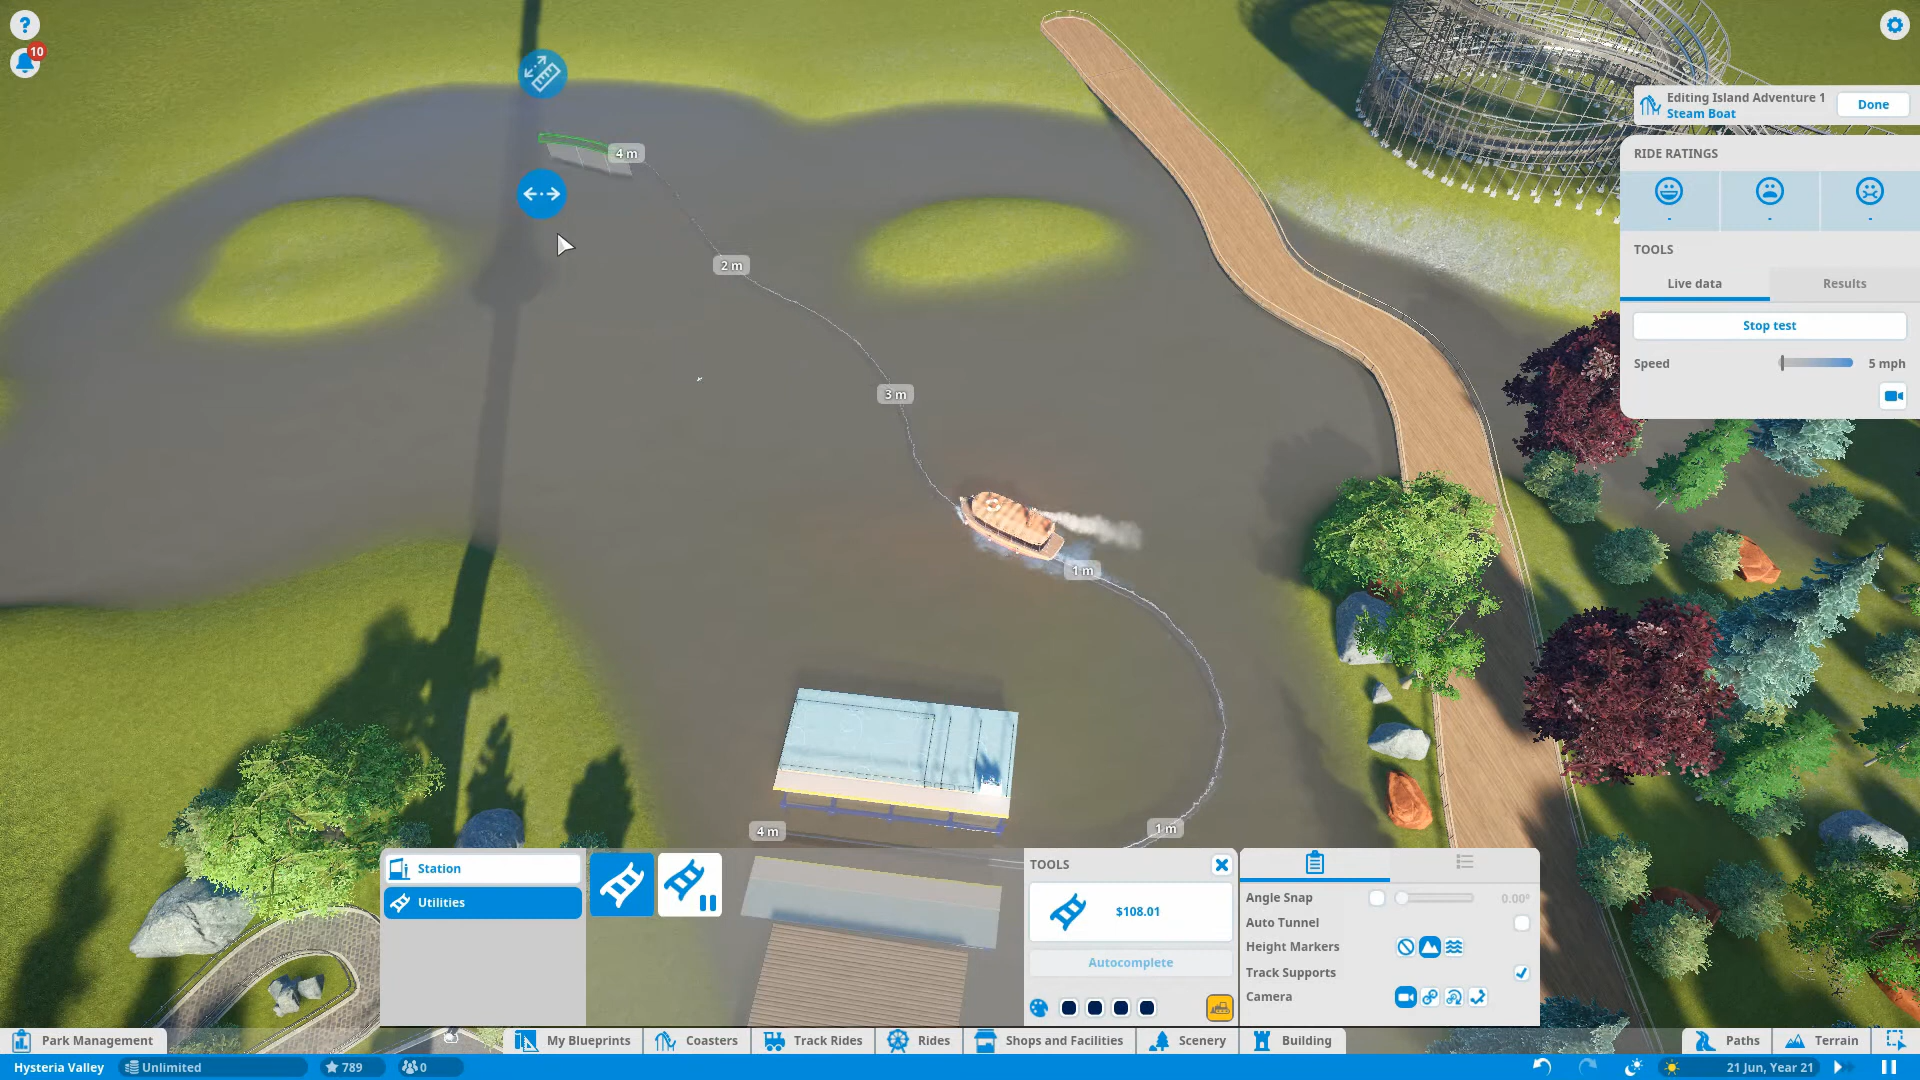 ?
10
4 m
2 m
3 m
1 m
4 m
1 m
Editing Island Adventure 1
Steam Boat
Done
RIDE RATINGS
- - -
TOOLS
Live data Results
Stop test
Speed 5 mph
Station
Utilities
TOOLS
$108.01
Autocomplete
Angle Snap 0.00°
Auto Tunnel
Height Markers
Track Supports
Camera
Park Management My Blueprints Coasters Track Rides Rides Shops and Facilities Scenery Building Paths Terrain
Hysteria Valley Unlimited 789 0 21 Jun, Year 21